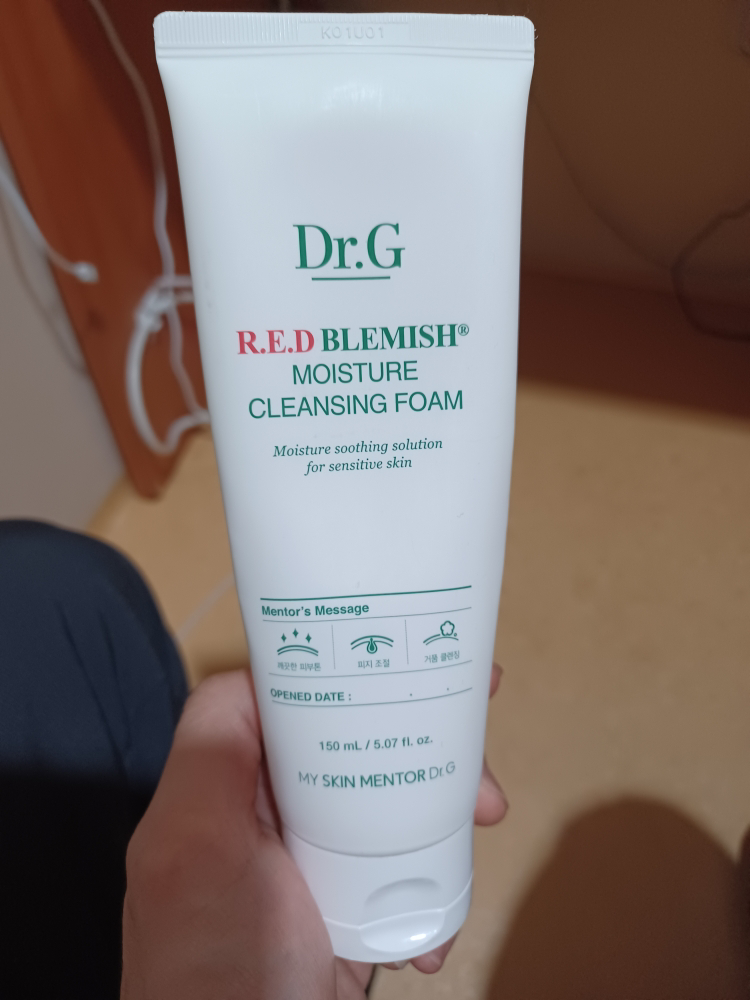 K01U01
Dr.G
R.E.D BLEMISH®
MOISTURE
CLEANSING FOAM
Moisture soothing solution
for sensitive skin
Mentor's Message
깨끗한 피부톤 피지 조절 거품 클렌징
OPENED DATE : . .
150 mL / 5.07 fl. oz.
MY SKIN MENTOR Dr.G